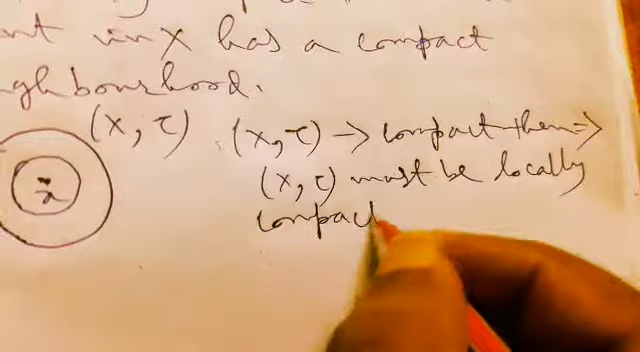 nt in X has a compact
ghbourhood.
(X, τ) (X, τ) → compact then ⇒
(X, τ) must be locally
compact
x